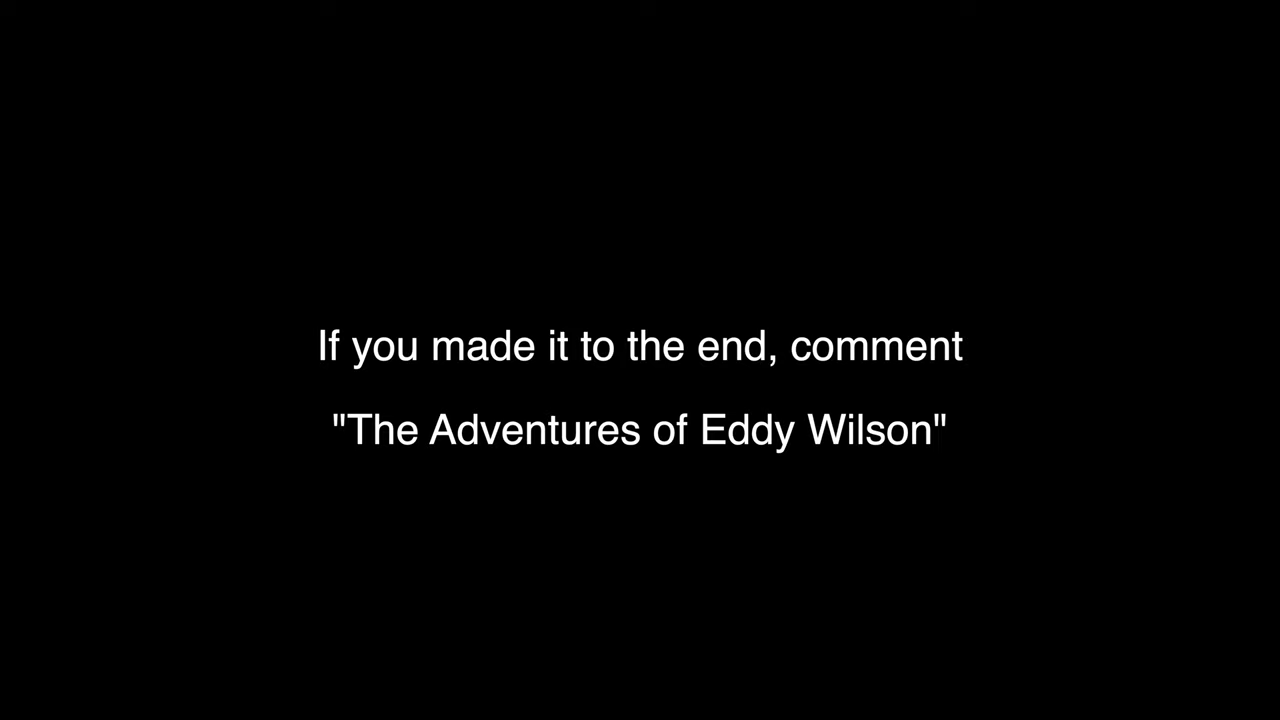 If you made it to the end, comment
"The Adventures of Eddy Wilson"